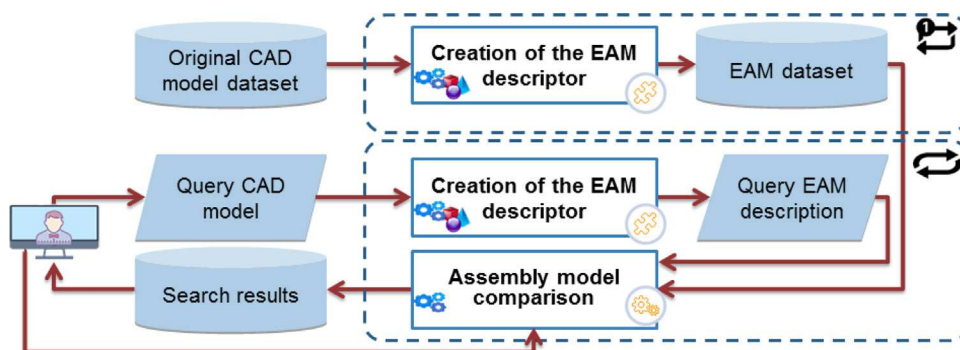 Original CAD
model dataset
Creation of the EAM
descriptor
EAM dataset
1
Query CAD
model
Creation of the EAM
descriptor
Query EAM
description
Search results
Assembly model
comparison